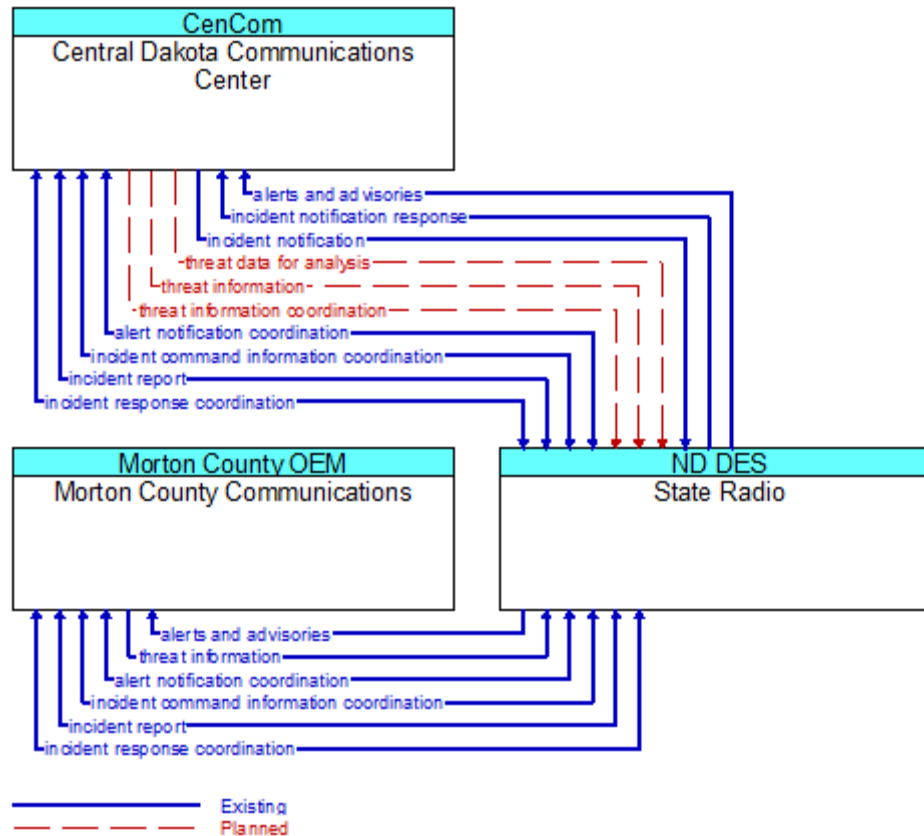 CenCom
Central Dakota Communications
Center
alerts and advisories
incident notification response
incident notification
threat data for analysis
threat information
threat information coordination
alert notification coordination
incident command information coordination
incident report
incident response coordination
Morton County OEM
Morton County Communications
ND DES
State Radio
alerts and advisories
threat information
alert notification coordination
incident command information coordination
incident report
incident response coordination
Existing
Planned